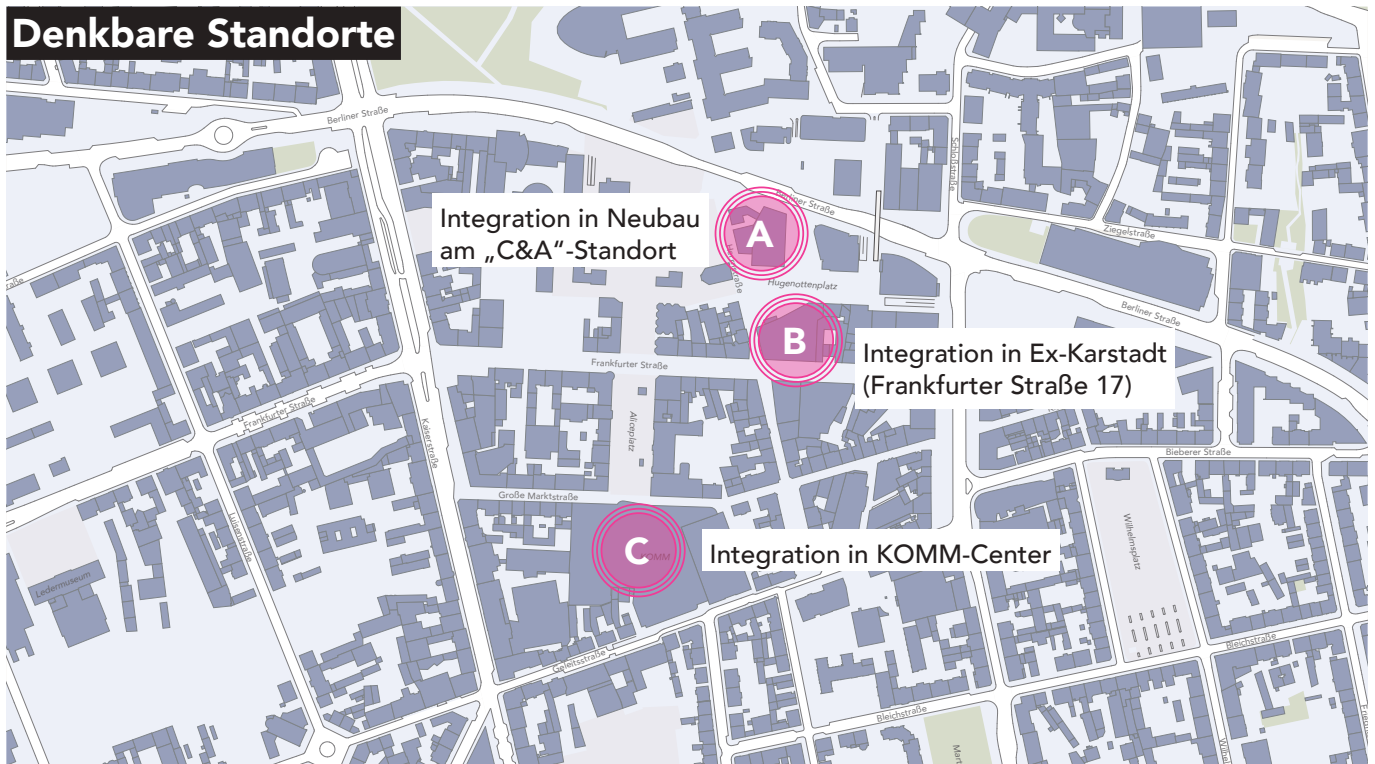 Denkbare Standorte
Berliner Straße
Schloßstraße
Integration in Neubau
am „C&A“-Standort
A
Berliner Straße
Ziegelstraße
Hugenottenplatz
Berliner Straße
B
Integration in Ex-Karstadt
(Frankfurter Straße 17)
Frankfurter Straße
Frankfurter Straße
Aliceplatz
Kaiserstraße
Bieberer Straße
Große Marktstraße
Luisenstraße
Wilhelmsplatz
C
KOMM
Integration in KOMM-Center
Ledermuseum
Geleitsstraße
Bleichstraße
Bleichstraße